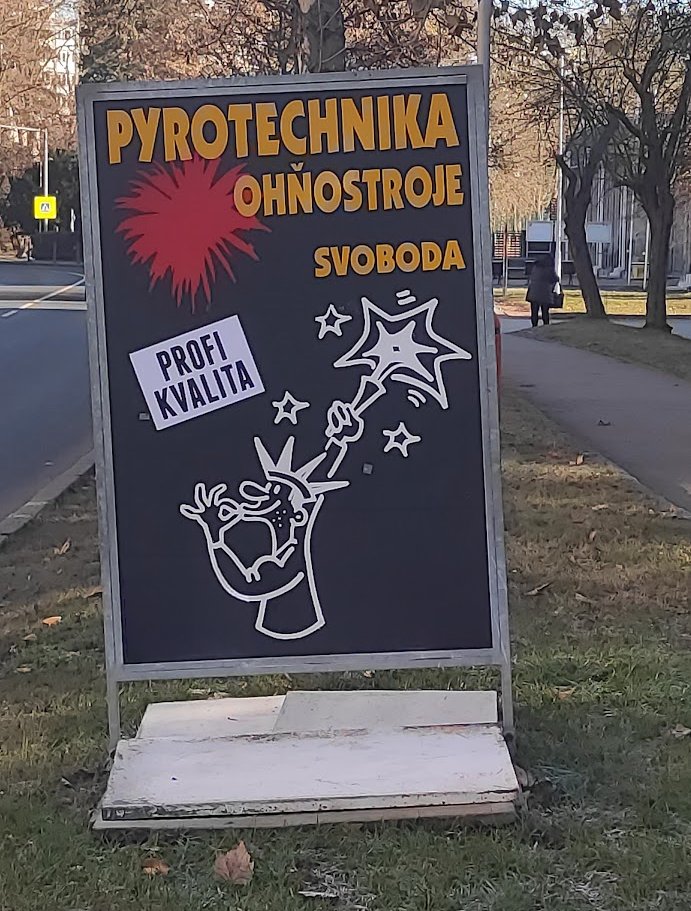 PYROTECHNIKA
OHŇOSTROJE
SVOBODA
PROFI
KVALITA